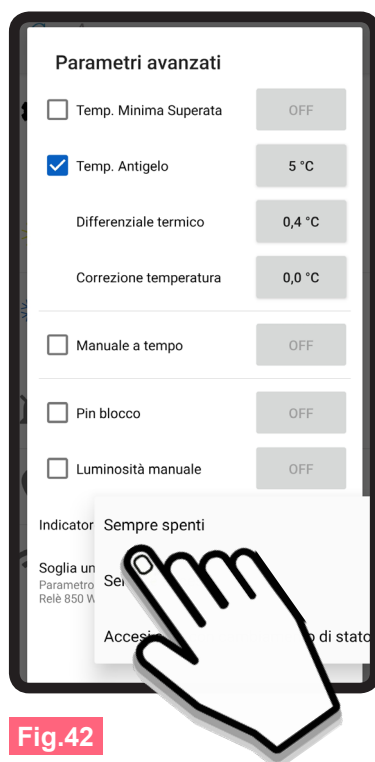 Parametri avanzati
Temp. Minima Superata OFF
Temp. Antigelo 5 °C
Differenziale termico 0,4 °C
Correzione temperatura 0,0 °C
Manuale a tempo OFF
Pin blocco OFF
Luminosità manuale OFF
Indicator
Sempre spenti
Soglia un
Parametro
Relè 850 W
di stato
Fig.42